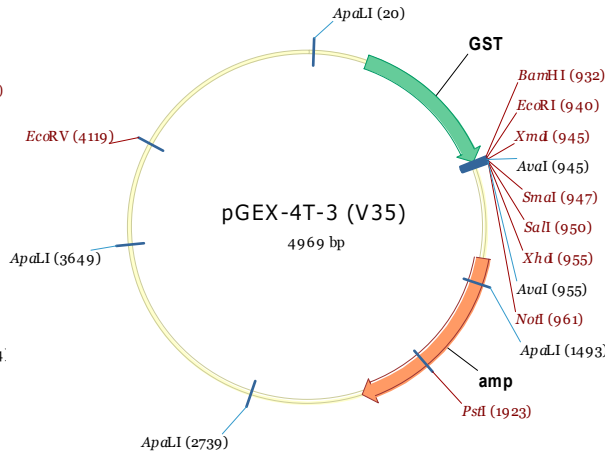 ApaLI (20)
GST
BamHI (932)
EcoRI (940)
XmaI (945)
AvaI (945)
SmaI (947)
SalI (950)
XhoI (955)
AvaI (955)
NotI (961)
ApaLI (1493)
amp
PstI (1923)
ApaLI (2739)
ApaLI (3649)
EcoRV (4119)
pGEX-4T-3 (V35)
4969 bp